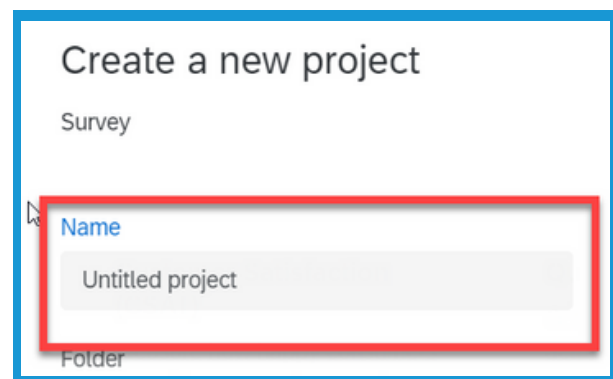 Create a new project
Survey
Name
Untitled project
Folder